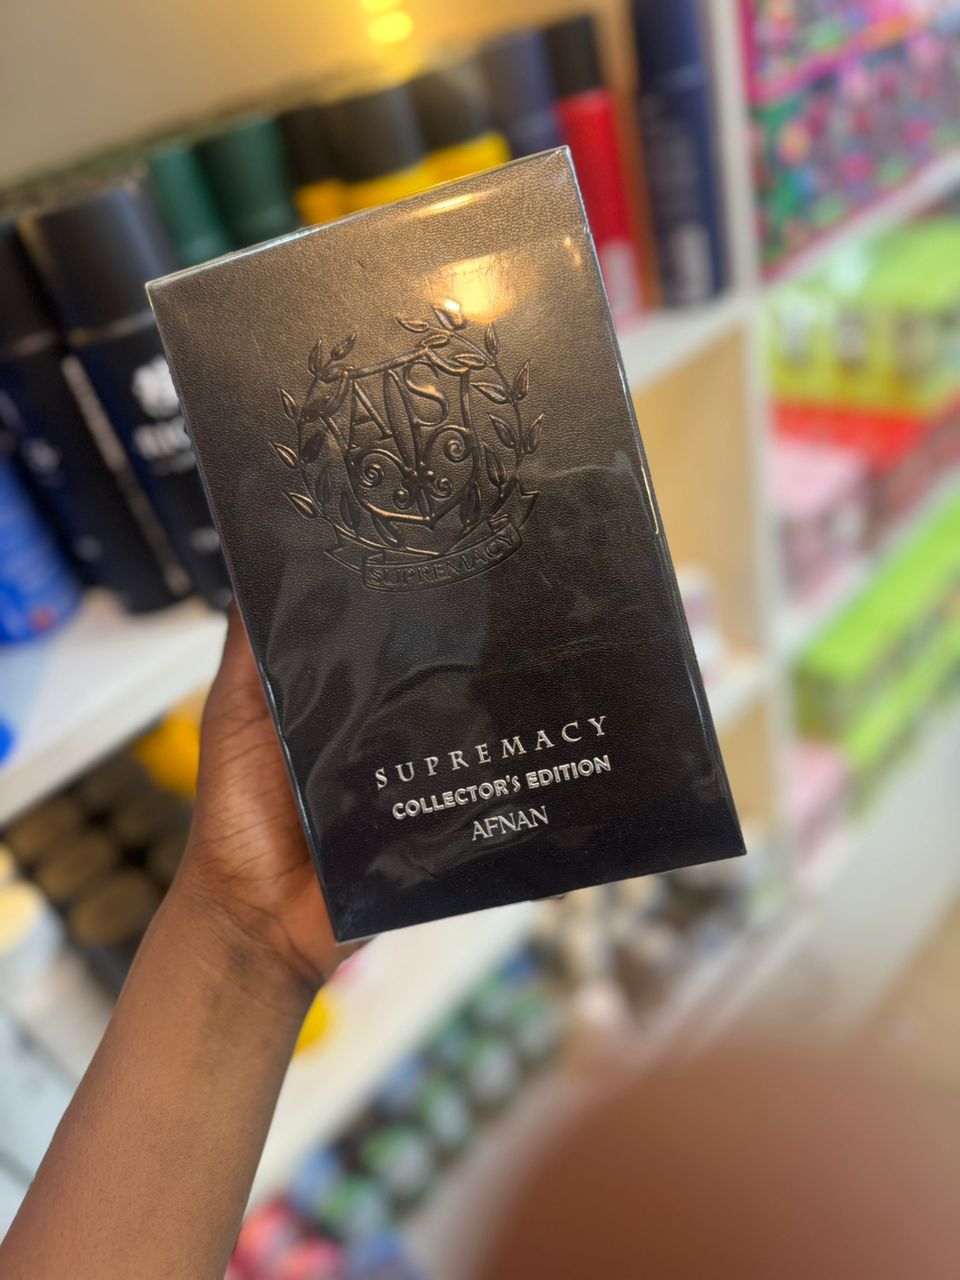 AS
SUPREMACY
SUPREMACY
COLLECTOR'S EDITION
AFNAN